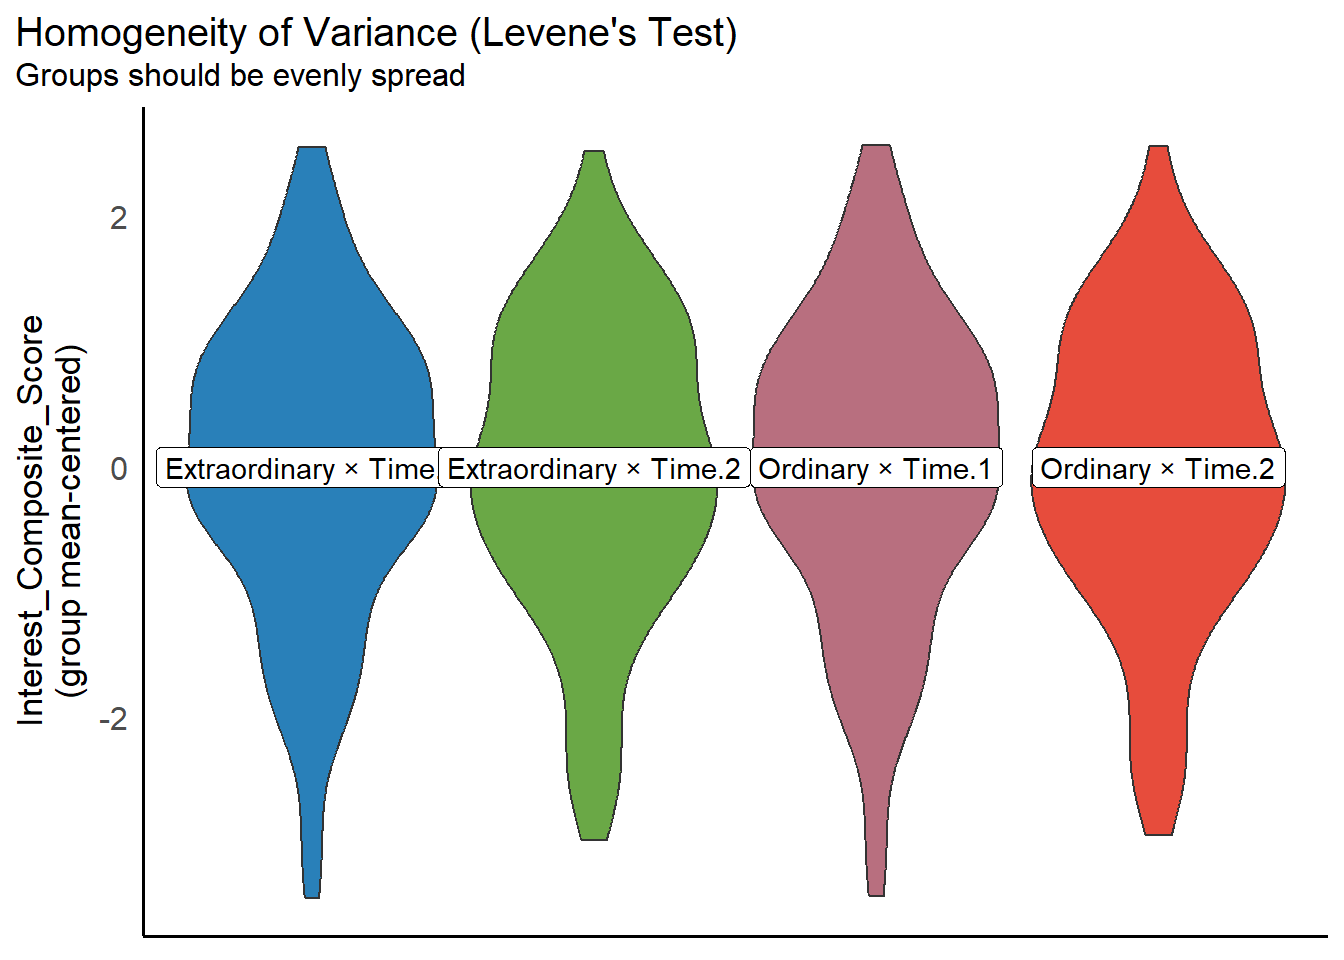 Homogeneity of Variance (Levene's Test)
Groups should be evenly spread
Interest_Composite_Score
(group mean-centered)
2
0
-2
Extraordinary × Time
Extraordinary × Time.2
Ordinary × Time.1
Ordinary × Time.2